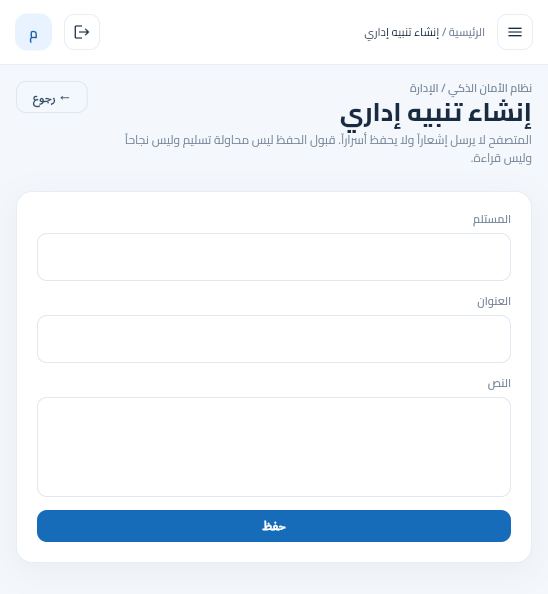 الرئيسية / إنشاء تنبيه إداري
م
نظام الأمان الذكي / الإدارة
إنشاء تنبيه إداري
← رجوع
المتصفح لا يرسل إشعاراً ولا يحفظ أسراراً. قبول الحفظ ليس محاولة تسليم وليس نجاحاً
وليس قراءة.
المستلم
العنوان
النص
حفظ